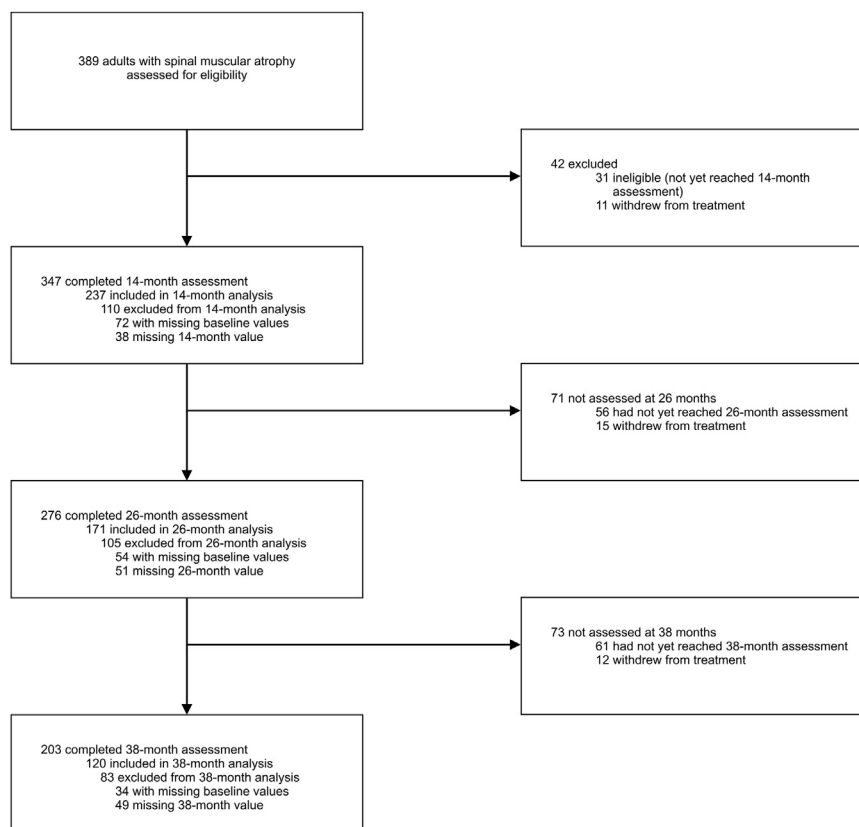 389 adults with spinal muscular atrophy
assessed for eligibility
42 excluded
31 ineligible (not yet reached 14-month
assessment)
11 withdrew from treatment
347 completed 14-month assessment
237 included in 14-month analysis
110 excluded from 14-month analysis
72 with missing baseline values
38 missing 14-month value
71 not assessed at 26 months
56 had not yet reached 26-month assessment
15 withdrew from treatment
276 completed 26-month assessment
171 included in 26-month analysis
105 excluded from 26-month analysis
54 with missing baseline values
51 missing 26-month value
73 not assessed at 38 months
61 had not yet reached 38-month assessment
12 withdrew from treatment
203 completed 38-month assessment
120 included in 38-month analysis
83 excluded from 38-month analysis
34 with missing baseline values
49 missing 38-month value